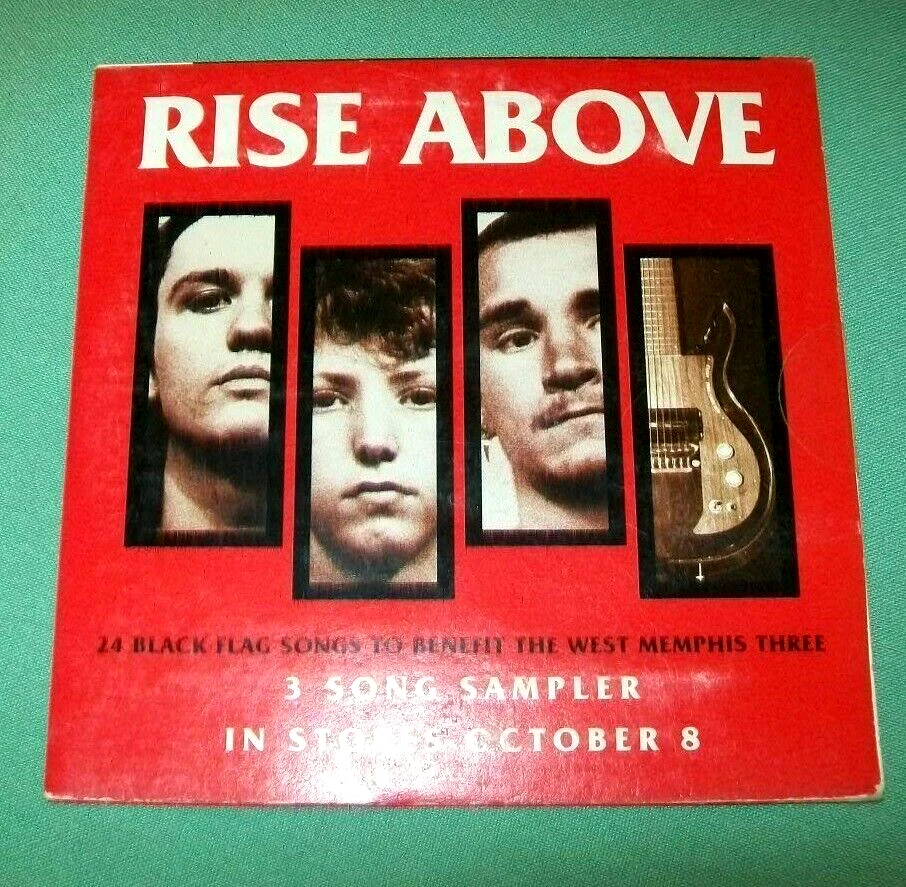 RISE ABOVE
24 BLACK FLAG SONGS TO BENEFIT THE WEST MEMPHIS THREE
3 SONG SAMPLER
IN STORES OCTOBER 8